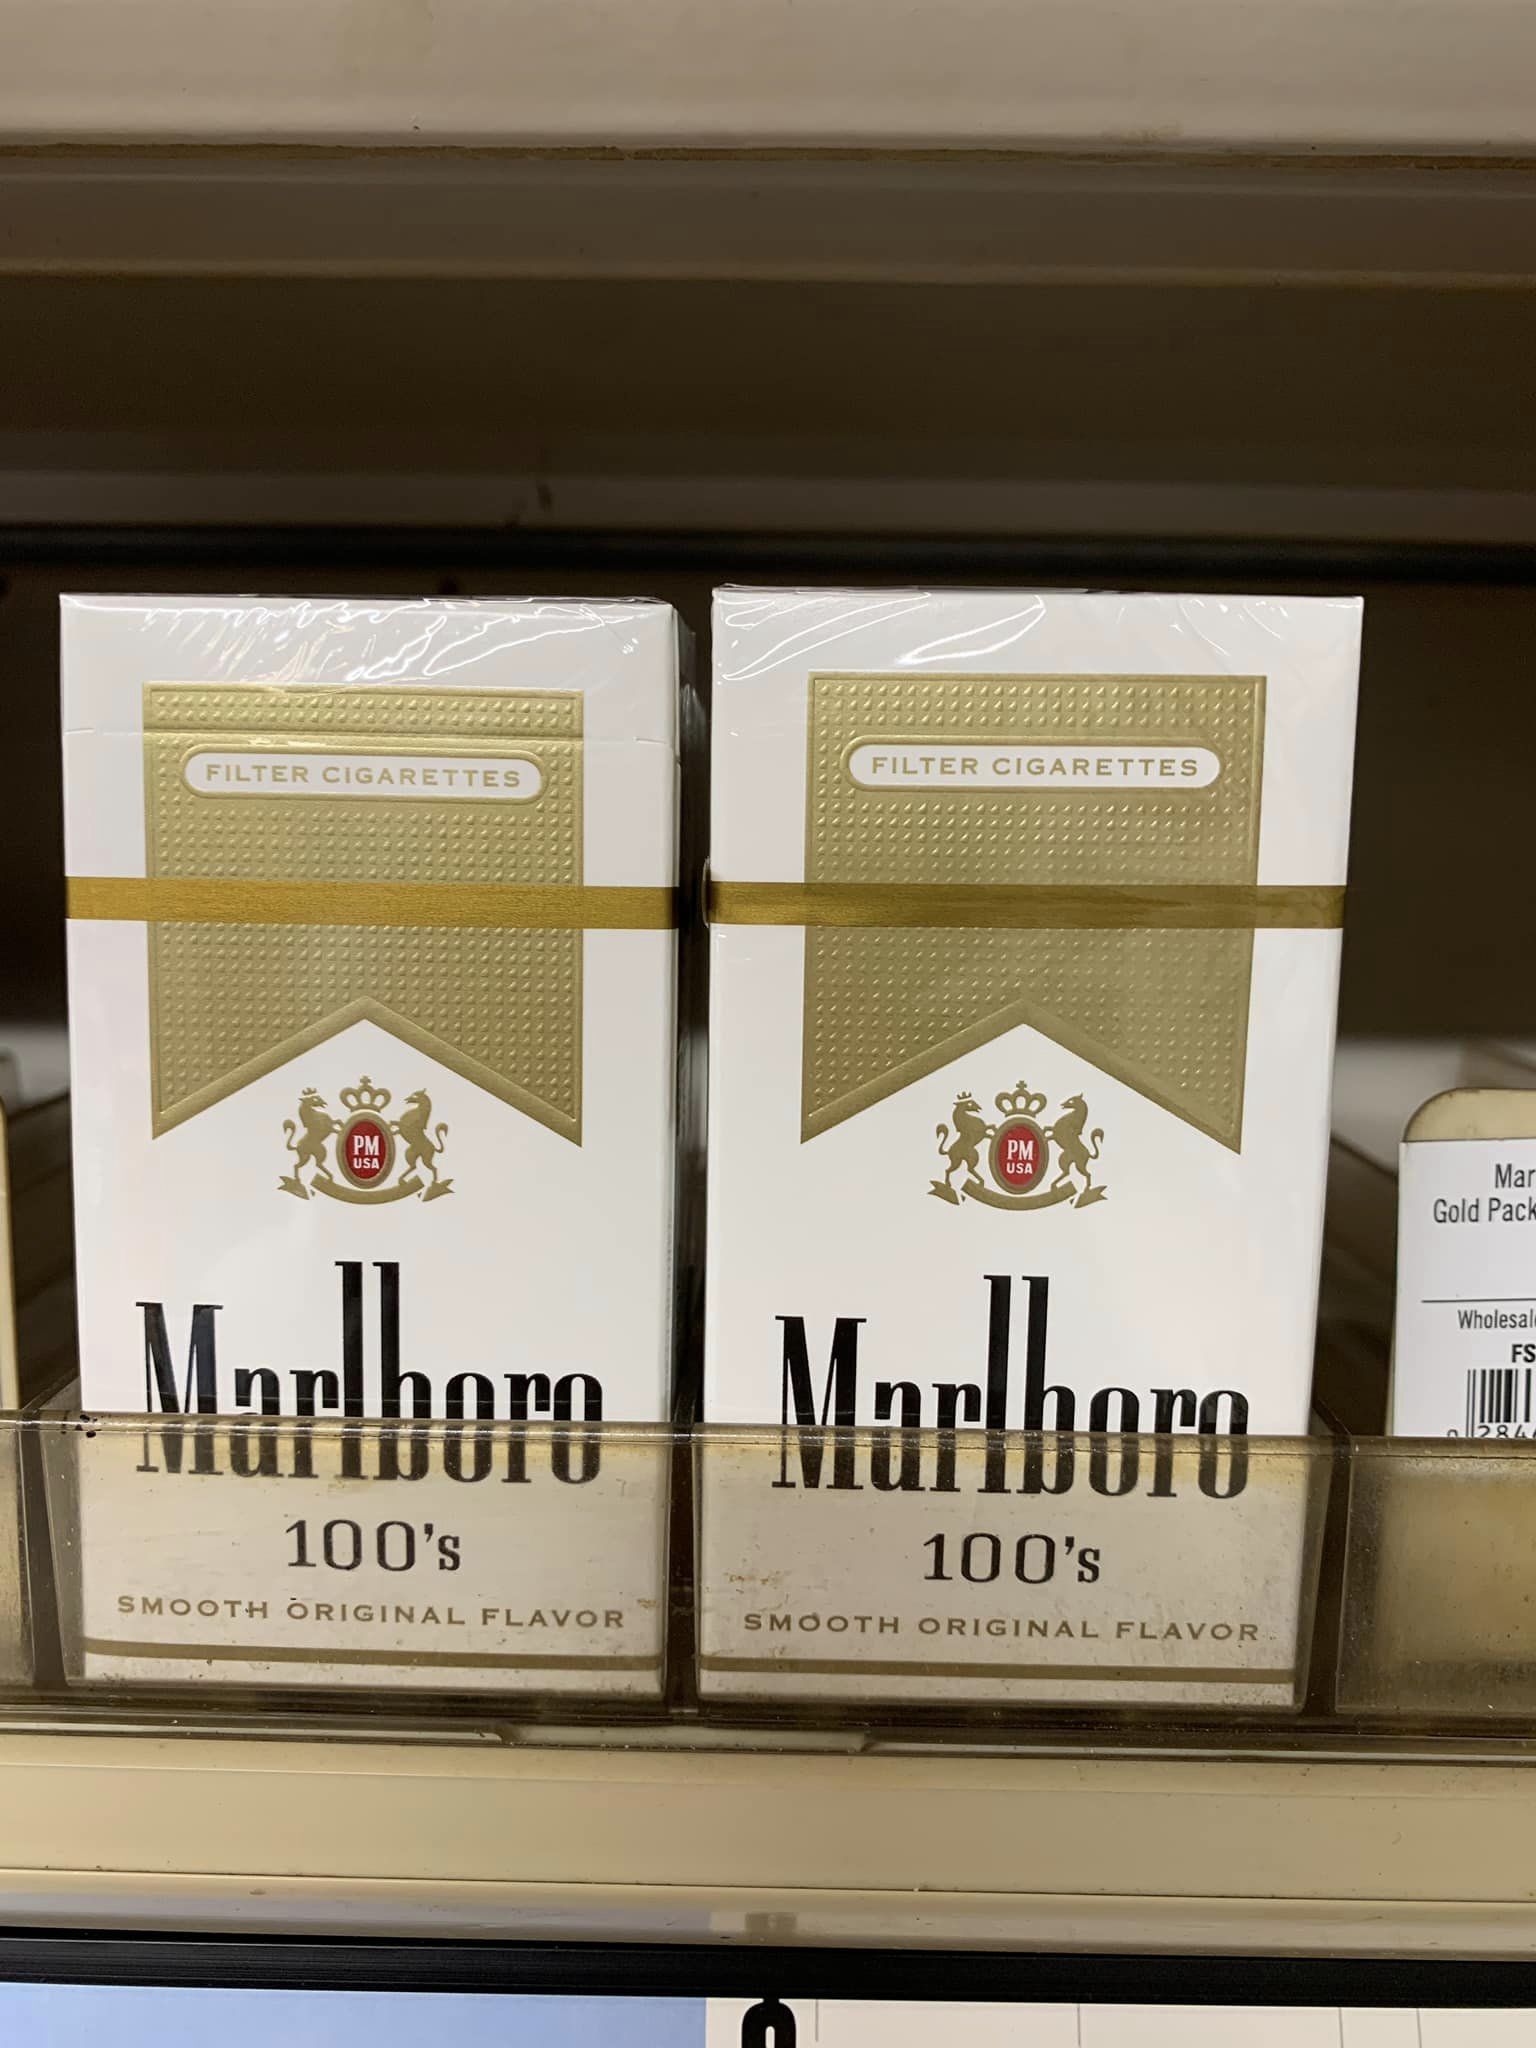 FILTER CIGARETTES
PM
USA
Marlboro
100's
SMOOTH ORIGINAL FLAVOR
FILTER CIGARETTES
PM
USA
Marlboro
100's
SMOOTH ORIGINAL FLAVOR
Gold Pack